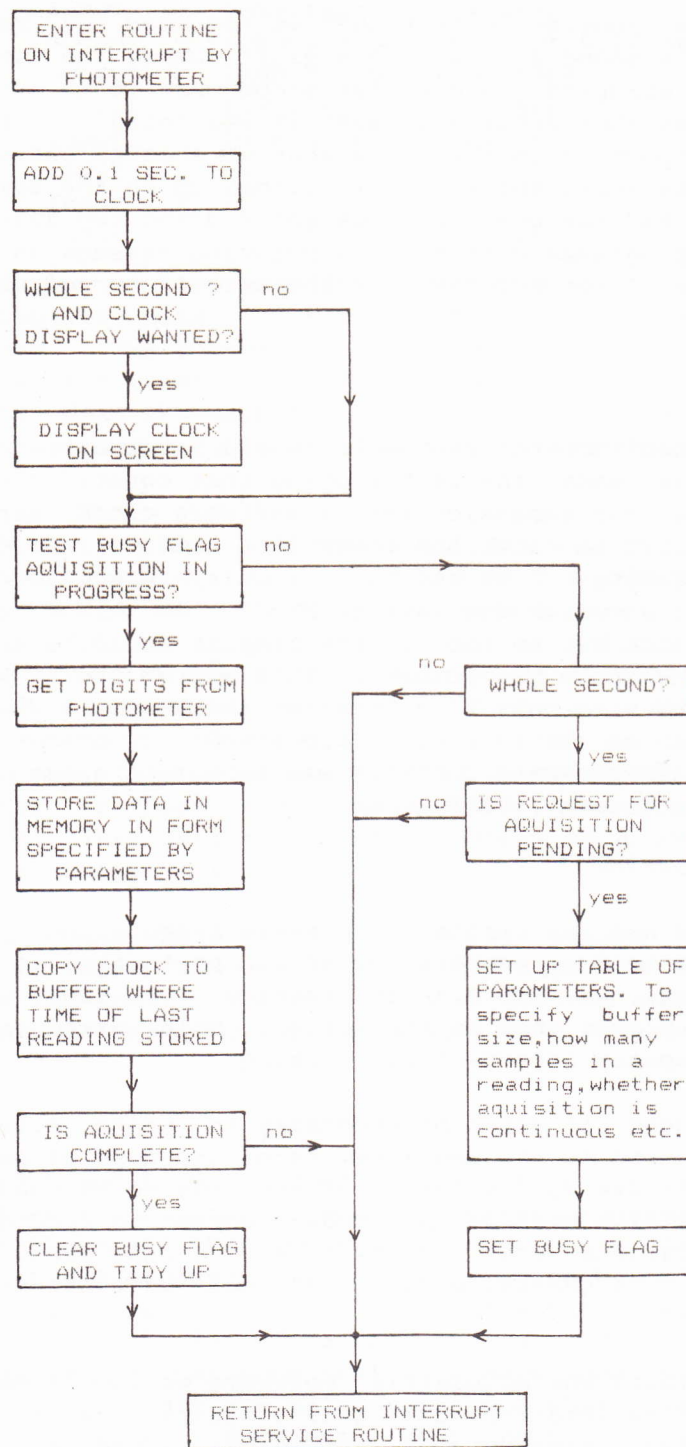 ENTER ROUTINE
ON INTERRUPT BY
PHOTOMETER
ADD 0.1 SEC. TO
CLOCK
WHOLE SECOND ?
AND CLOCK
DISPLAY WANTED?
no
yes
DISPLAY CLOCK
ON SCREEN
TEST BUSY FLAG
AQUISITION IN
PROGRESS?
no
yes
GET DIGITS FROM
PHOTOMETER
no
WHOLE SECOND?
yes
STORE DATA IN
MEMORY IN FORM
SPECIFIED BY
PARAMETERS
no
IS REQUEST FOR
AQUISITION
PENDING?
yes
COPY CLOCK TO
BUFFER WHERE
TIME OF LAST
READING STORED
SET UP TABLE OF
PARAMETERS. To
specify buffer
size,how many
samples in a
reading,whether
aquisition is
continuous etc.
IS AQUISITION
COMPLETE?
no
yes
CLEAR BUSY FLAG
AND TIDY UP
SET BUSY FLAG
RETURN FROM INTERRUPT
SERVICE ROUTINE